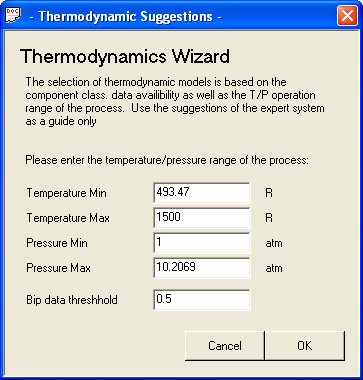 - Thermodynamic Suggestions -
Thermodynamics Wizard
The selection of thermodynamic models is based on the
component class. data availibility as well as the T/P operation
range of the process. Use the suggestions of the expert system
as a guide only
Please enter the temperature/pressure range of the process:
Temperature Min 493.47 R
Temperature Max 1500 R
Pressure Min 1 atm
Pressure Max 10.2069 atm
Bip data threshhold 0.5
Cancel OK